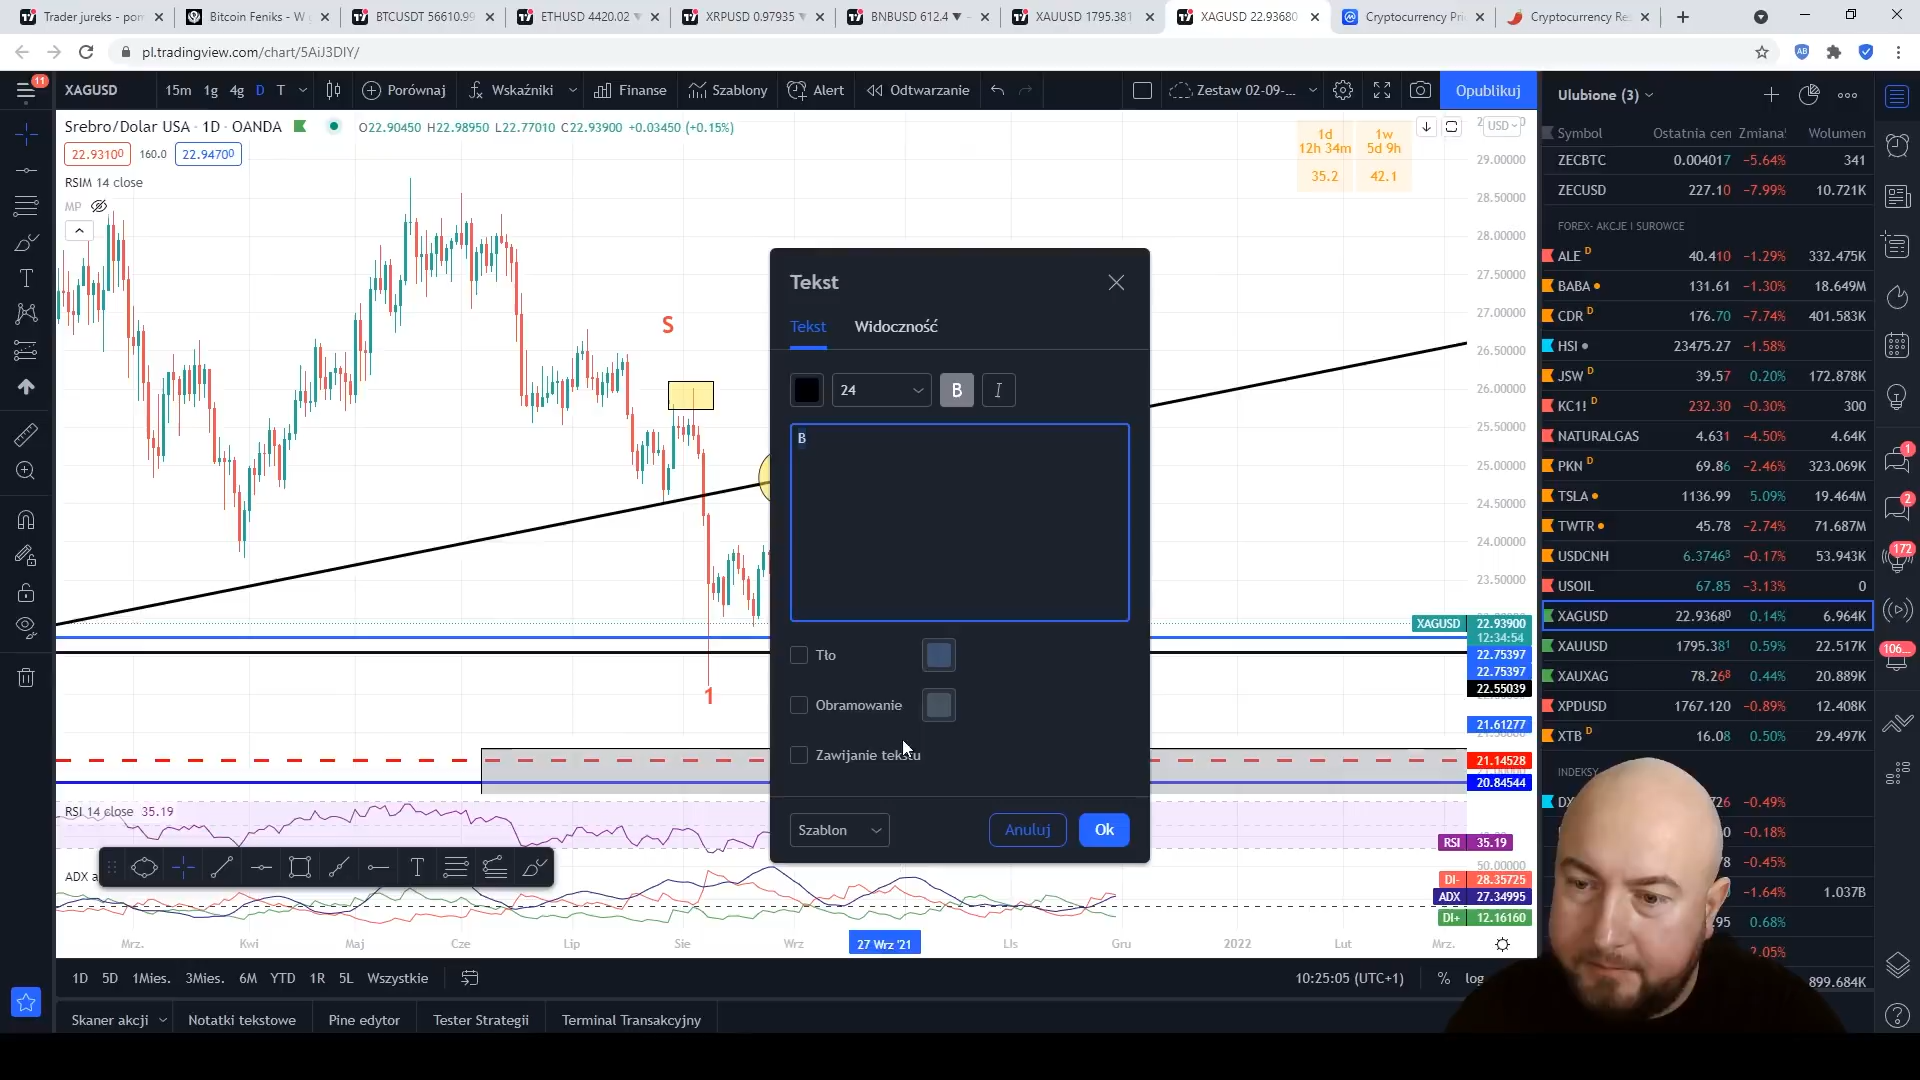 Trader jureks - por
Bitcoin Feniks - W
BTCUSDT 56610.99
ETHUSD 4420.02 ▼
XRPUSD 0.97935
BNBUSD 612.4 ▼
XAUUSD 1795.381
XAGUSD 22.93680
Cryptocurrency Pri
Cryptocurrency Re
pl.tradingview.com/chart/5AiJ3DIY/
11
XAGUSD
15m 1g 4g D T
Porównaj
Wskaźniki
Finanse
Szablony
Alert
Odtwarzanie
Zestaw 02-09-...
Opublikuj
Srebro/Dolar USA · 1D · OANDA
O22.90450 H22.98950 L22.77010 C22.93900 +0.03450 (+0.15%)
22.93100 160.0 22.94700
RSIM 14 close
MP
1d 1w
12h 34m 5d 9h
35.2 42.1
USD
29.00000
28.50000
28.00000
27.50000
27.00000
26.50000
26.00000
25.50000
25.00000
24.50000
24.00000
23.50000
XAGUSD 22.93900
12:34:54
22.75397
22.75397
22.55039
21.61277
21.14528
20.84544
S
1
Tekst
Tekst Widoczność
24 B I
B
Tło
Obramowanie
Zawijanie tekstu
Szablon
Anuluj
Ok
RSI 14 close 35.19
RSI 35.19
50.00000
ADX a
DI- 28.35725
ADX 27.34995
DI+ 12.16160
Mrz. Kwi Maj Cze Lip Sie Wrz 27 Wrz '21 Lis Gru 2022 Lut Mrz.
1D 5D 1Mies. 3Mies. 6M YTD 1R 5L Wszystkie
10:25:05 (UTC+1) % log
Skaner akcji Notatki tekstowe Pine edytor Tester Strategii Terminal Transakcyjny
Ulubione (3)
Symbol Ostatnia cen Zmiana Wolumen
ZECBTC 0.004017 −5.64% 341
ZECUSD 227.10 −7.99% 10.721K
FOREX- AKCJE I SUROWCE
ALE D 40.410 −1.29% 332.475K
BABA 131.61 −1.30% 18.649M
CDR D 176.70 −7.74% 401.583K
HSI 23475.27 −1.58%
JSW D 39.57 0.20% 172.878K
KC1! D 232.30 −0.30% 300
NATURALGAS 4.631 −4.50% 4.64K
PKN D 69.86 −2.46% 323.069K
TSLA 1136.99 5.09% 19.464M
TWTR 45.78 −2.74% 71.687M
USDCNH 6.3746³ −0.17% 53.943K
USOIL 67.85 −3.13% 0
XAGUSD 22.9368⁰ 0.14% 6.964K
XAUUSD 1795.38¹ 0.59% 22.517K
XAUXAG 78.26⁸ 0.44% 20.889K
XPDUSD 1767.120 −0.89% 12.408K
XTB D 16.08 0.50% 29.497K
INDEKSY
−0.49%
−0.18%
−0.45%
−1.64% 1.037B
0.68%
899.684K
1
2
172